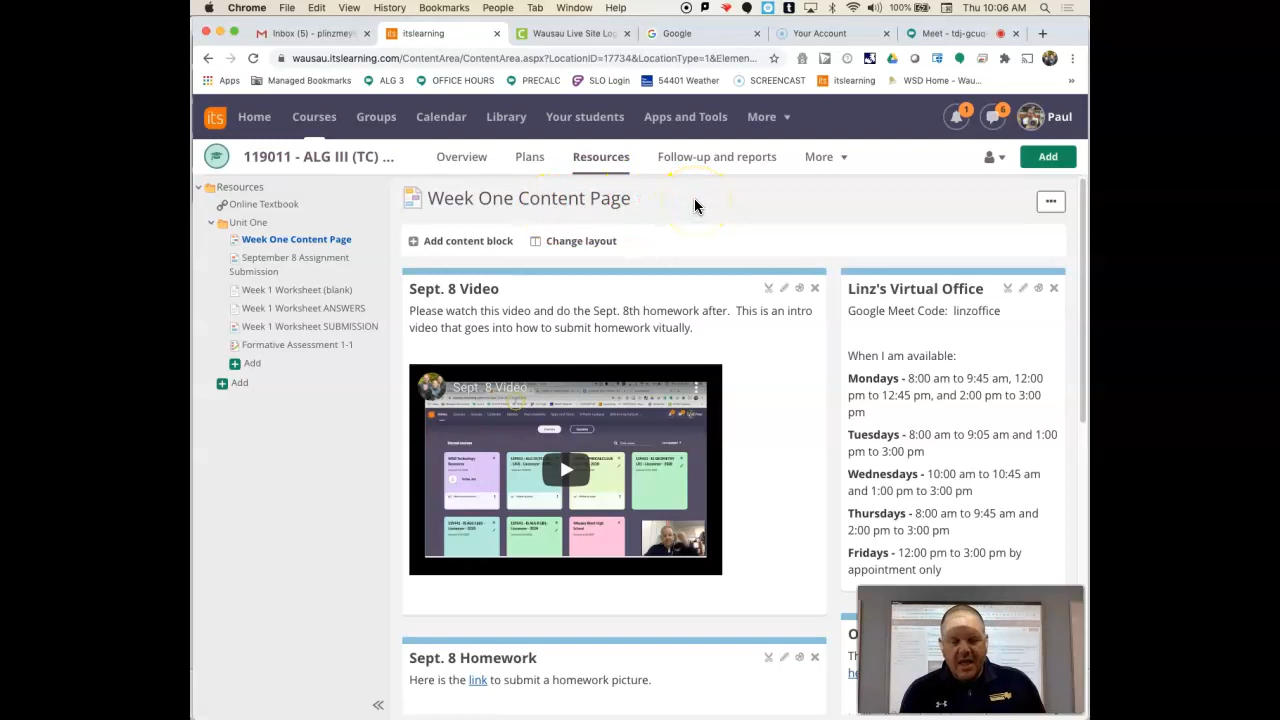 Chrome File Edit View History Bookmarks People Tab Window Help 100% Thu 10:06 AM
Inbox (5) - plinzmeye itslearning Wausau Live Site Log Google Your Account Meet - tdj-gcuq-
wausau.itslearning.com/ContentArea/ContentArea.aspx?LocationID=17734&LocationType=1&Elemen...
Apps Managed Bookmarks ALG 3 OFFICE HOURS PRECALC SLO Login 54401 Weather SCREENCAST itslearning WSD Home - Wau... »
its Home Courses Groups Calendar Library Your students Apps and Tools More 1 6 Paul
119011 - ALG III (TC) ... Overview Plans Resources Follow-up and reports More Add
Resources
Online Textbook
Unit One
Week One Content Page
September 8 Assignment
Submission
Week 1 Worksheet (blank)
Week 1 Worksheet ANSWERS
Week 1 Worksheet SUBMISSION
Formative Assessment 1-1
Add
Add
Week One Content Page
Add content block Change layout
Sept. 8 Video
Please watch this video and do the Sept. 8th homework after. This is an intro
video that goes into how to submit homework vitually.
Sept. 8 Video
Sept. 8 Homework
Here is the link to submit a homework picture.
Linz's Virtual Office
Google Meet Code: linzoffice
When I am available:
Mondays - 8:00 am to 9:45 am, 12:00
pm to 12:45 pm, and 2:00 pm to 3:00
pm
Tuesdays - 8:00 am to 9:05 am and 1:00
pm to 3:00 pm
Wednesdays - 10:00 am to 10:45 am
and 1:00 pm to 3:00 pm
Thursdays - 8:00 am to 9:45 am and
2:00 pm to 3:00 pm
Fridays - 12:00 pm to 3:00 pm by
appointment only